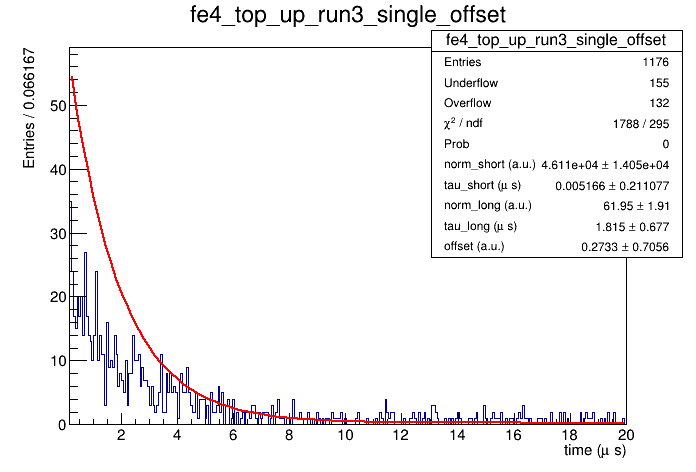 fe4_top_up_run3_single_offset
fe4_top_up_run3_single_offset
Entries 1176
Underflow 155
Overflow 132
χ² / ndf 1788 / 295
Prob 0
norm_short (a.u.) 4.611e+04 ± 1.405e+04
tau_short (μ s) 0.005166 ± 0.211077
norm_long (a.u.) 61.95 ± 1.91
tau_long (μ s) 1.815 ± 0.677
offset (a.u.) 0.2733 ± 0.7056
Entries / 0.066167
50
40
30
20
10
0
2 4 6 8 10 12 14 16 18 20
time (μ s)